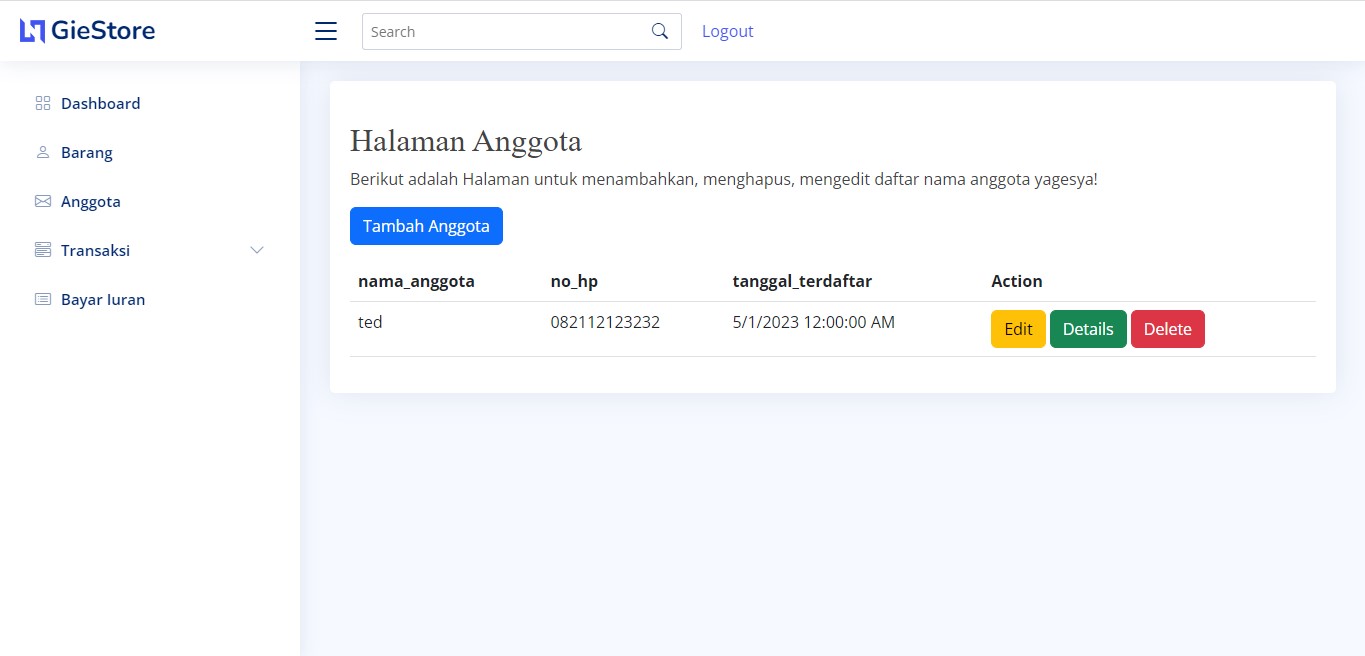 GieStore
Search
Logout
Dashboard
Barang
Anggota
Transaksi
Bayar Iuran
Halaman Anggota
Berikut adalah Halaman untuk menambahkan, menghapus, mengedit daftar nama anggota yagesya!
Tambah Anggota
nama_anggota no_hp tanggal_terdaftar Action
ted 082112123232 5/1/2023 12:00:00 AM Edit Details Delete